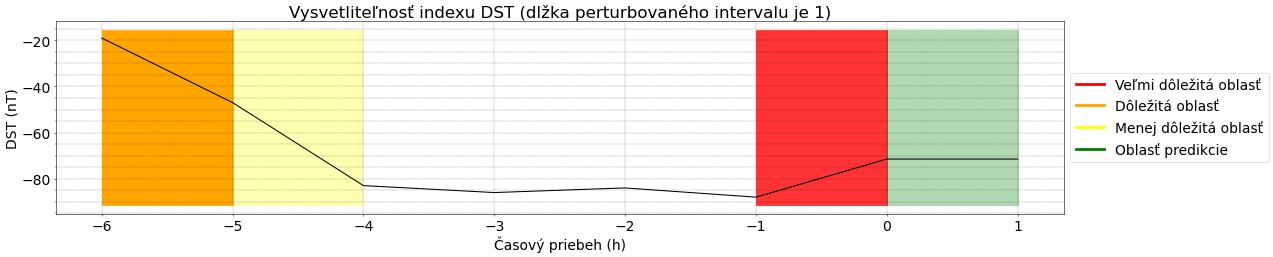 Vysvetliteľnosť indexu DST (dĺžka perturbovaného intervalu je 1)
DST (nT)
−20
−40
−60
−80
−6 −5 −4 −3 −2 −1 0 1
Časový priebeh (h)
Veľmi dôležitá oblasť
Dôležitá oblasť
Menej dôležitá oblasť
Oblasť predikcie